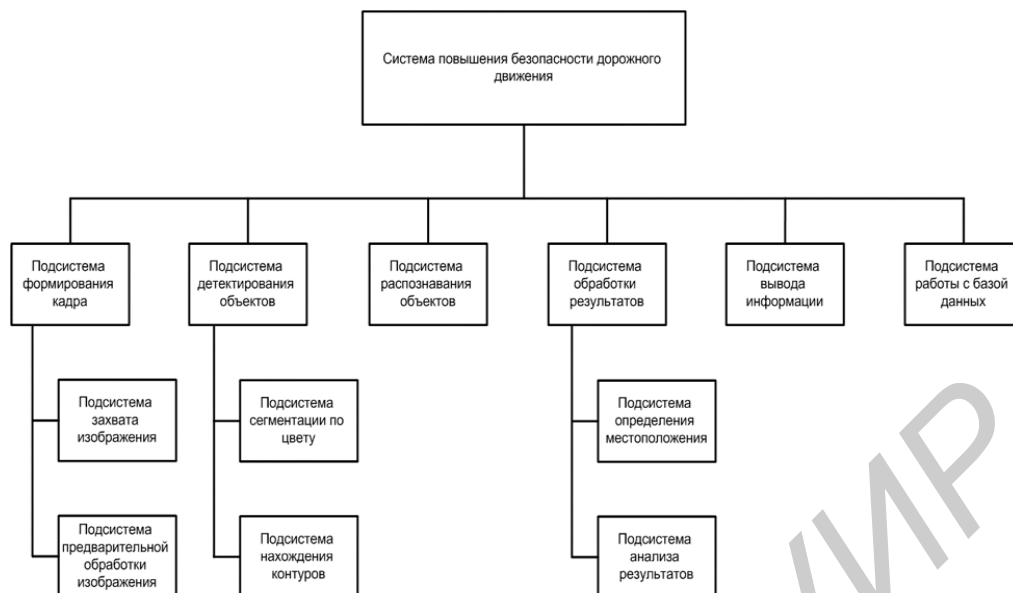 Система повышения безопасности дорожного
движения
Подсистема
формирования
кадра
Подсистема
детектирования
объектов
Подсистема
распознавания
объектов
Подсистема
обработки
результатов
Подсистема
вывода
информации
Подсистема
работы с базой
данных
Подсистема
захвата
изображения
Подсистема
сегментации по
цвету
Подсистема
определения
местоположения
Подсистема
предварительной
обработки
изображения
Подсистема
нахождения
контуров
Подсистема
анализа
результатов